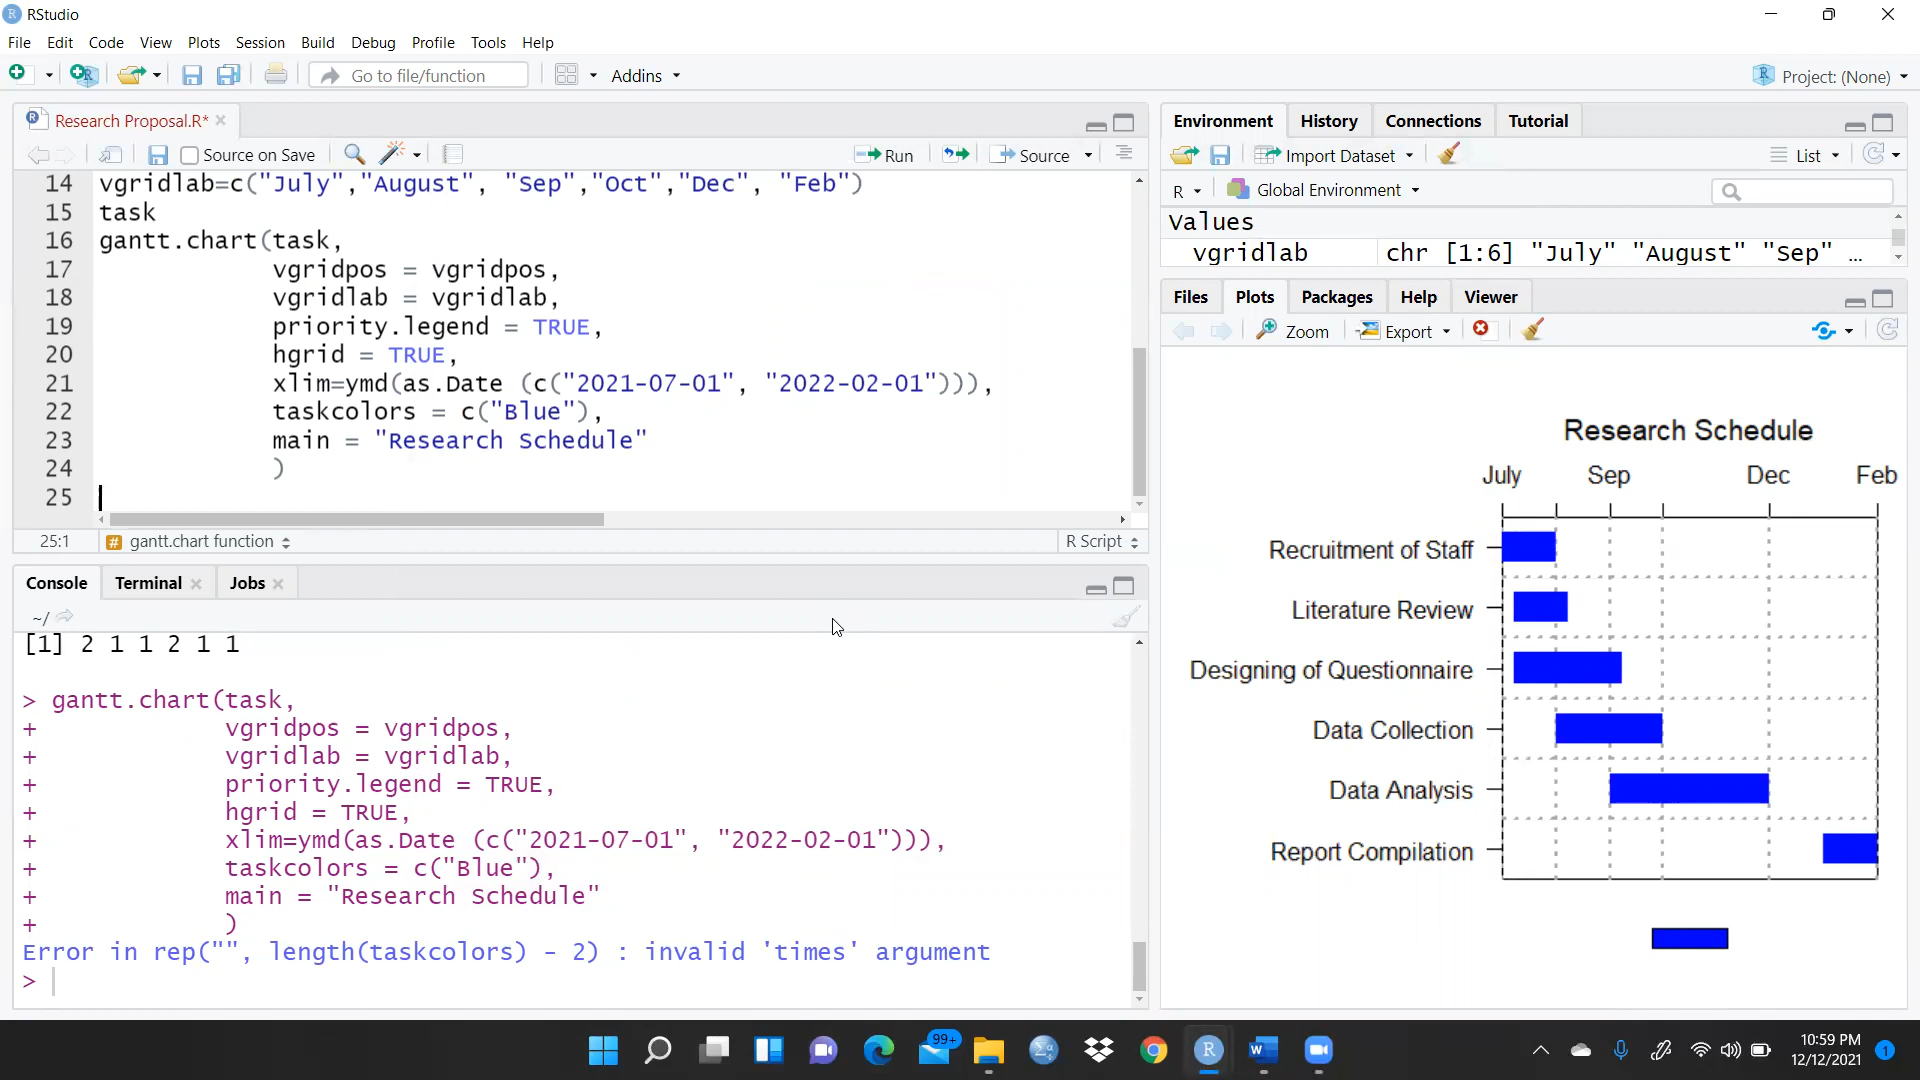 RStudio
File Edit Code View Plots Session Build Debug Profile Tools Help
Go to file/function Addins Project: (None)
Research Proposal.R*
Source on Save Run Source
14 vgridlab=c("July","August", "Sep","Oct","Dec", "Feb")
15 task
16 gantt.chart(task,
17 vgridpos = vgridpos,
18 vgridlab = vgridlab,
19 priority.legend = TRUE,
20 hgrid = TRUE,
21 xlim=ymd(as.Date (c("2021-07-01", "2022-02-01"))),
22 taskcolors = c("Blue"),
23 main = "Research Schedule"
24 )
25
25:1 # gantt.chart function R Script
Console Terminal Jobs
~/
[1] 2 1 1 2 1 1
> gantt.chart(task,
+ vgridpos = vgridpos,
+ vgridlab = vgridlab,
+ priority.legend = TRUE,
+ hgrid = TRUE,
+ xlim=ymd(as.Date (c("2021-07-01", "2022-02-01"))),
+ taskcolors = c("Blue"),
+ main = "Research Schedule"
+ )
Error in rep("", length(taskcolors) - 2) : invalid 'times' argument
>
Environment History Connections Tutorial
Import Dataset List
R Global Environment
Values
vgridlab chr [1:6] "July" "August" "Sep" …
Files Plots Packages Help Viewer
Zoom Export
Research Schedule
July Sep Dec Feb
Recruitment of Staff
Literature Review
Designing of Questionnaire
Data Collection
Data Analysis
Report Compilation
99+
10:59 PM
12/12/2021
1